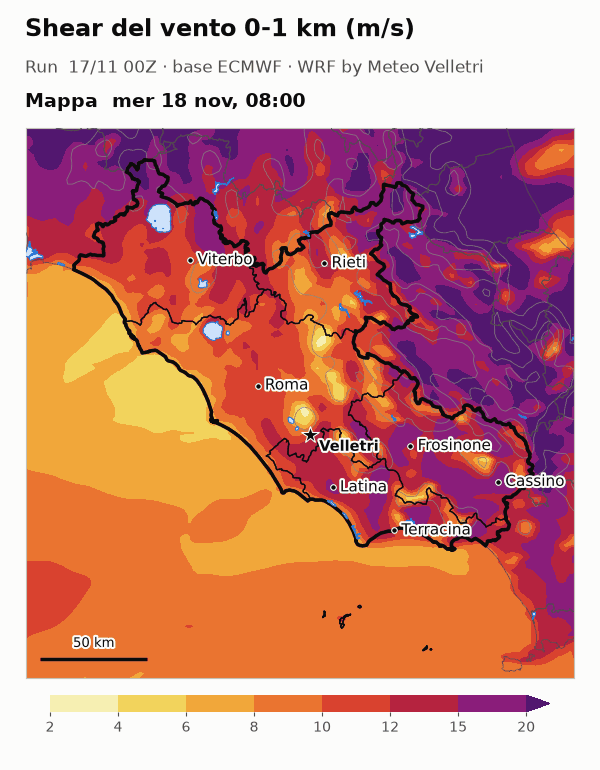 Shear del vento 0-1 km (m/s)
Run 17/11 00Z · base ECMWF · WRF by Meteo Velletri
Mappa mer 18 nov, 08:00
Viterbo
Rieti
Roma
Velletri
Frosinone
Latina
Cassino
Terracina
50 km
2 4 6 8 10 12 15 20